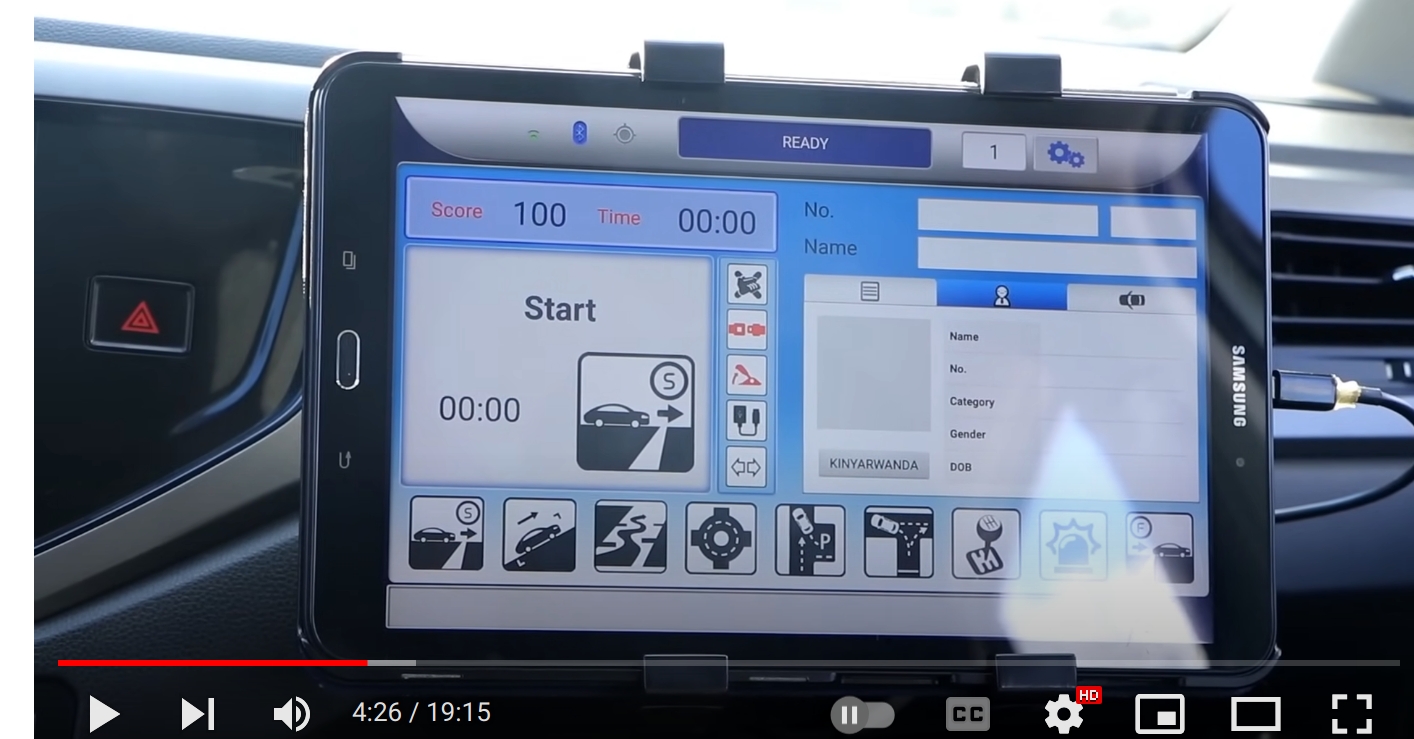 READY
1
Score 100 Time 00:00
No.
Name
Start
S
00:00
Name
No.
Category
Gender
DOB
KINYARWANDA
SAMSUNG
S
P
F
HD
4:26 / 19:15
CC